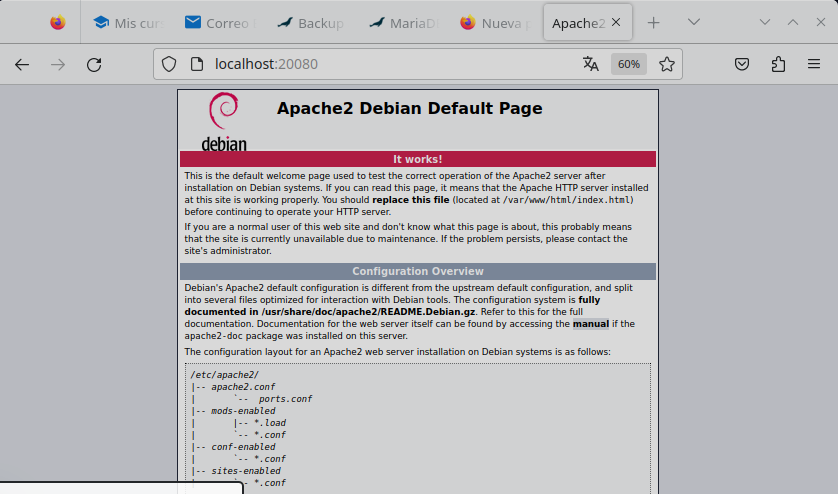 Mis cur
Correo
Backup
MariaD
Nueva p
Apache2
localhost:20080
60%
debian
Apache2 Debian Default Page
It works!
This is the default welcome page used to test the correct operation of the Apache2 server after
installation on Debian systems. If you can read this page, it means that the Apache HTTP server installed
at this site is working properly. You should replace this file (located at /var/www/html/index.html)
before continuing to operate your HTTP server.
If you are a normal user of this web site and don't know what this page is about, this probably means
that the site is currently unavailable due to maintenance. If the problem persists, please contact the
site's administrator.
Configuration Overview
Debian's Apache2 default configuration is different from the upstream default configuration, and split
into several files optimized for interaction with Debian tools. The configuration system is fully
documented in /usr/share/doc/apache2/README.Debian.gz. Refer to this for the full
documentation. Documentation for the web server itself can be found by accessing the manual if the
apache2-doc package was installed on this server.
The configuration layout for an Apache2 web server installation on Debian systems is as follows:
/etc/apache2/
|-- apache2.conf
|       `--  ports.conf
|-- mods-enabled
|       |-- *.load
|       `-- *.conf
|-- conf-enabled
|       `-- *.conf
|-- sites-enabled
|       `-- *.conf